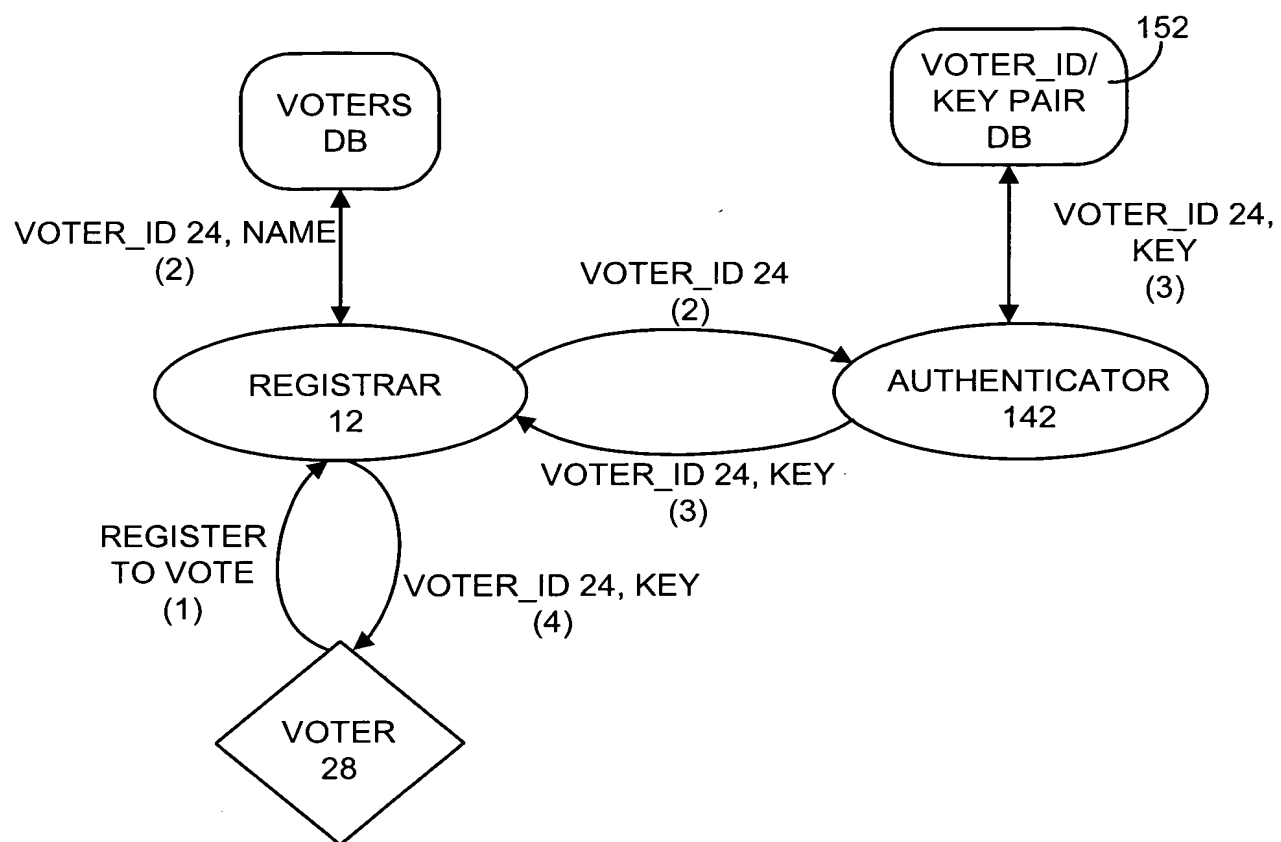 152
VOTERS
DB
VOTER_ID/
KEY PAIR
DB
VOTER_ID 24, NAME
(2)
VOTER_ID 24,
KEY
(3)
VOTER_ID 24
(2)
REGISTRAR
12
AUTHENTICATOR
142
VOTER_ID 24, KEY
(3)
REGISTER
TO VOTE
(1)
VOTER_ID 24, KEY
(4)
VOTER
28